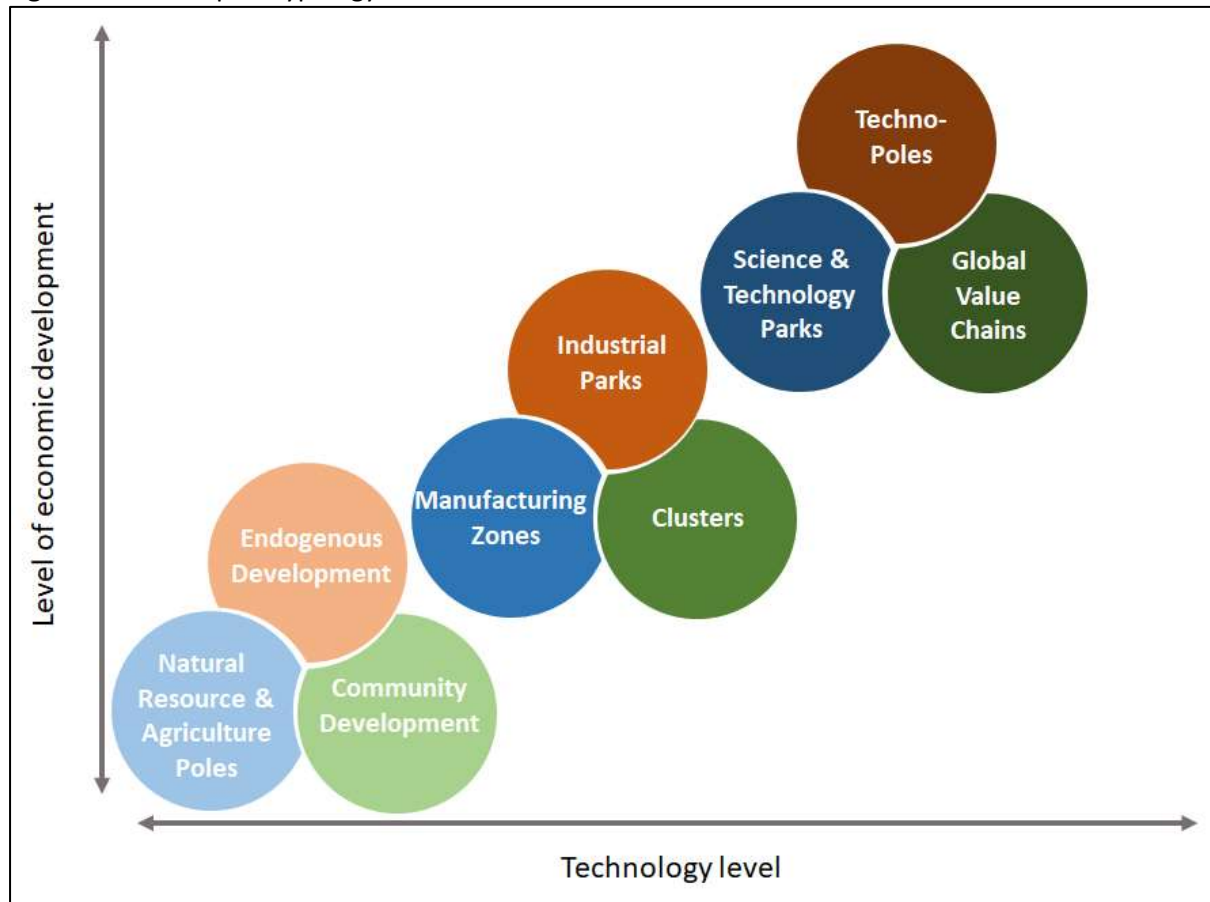 Level of economic development
Techno-
Poles
Science &
Technology
Parks
Global
Value
Chains
Industrial
Parks
Manufacturing
Zones
Clusters
Endogenous
Development
Natural
Resource &
Agriculture
Poles
Community
Development
Technology level